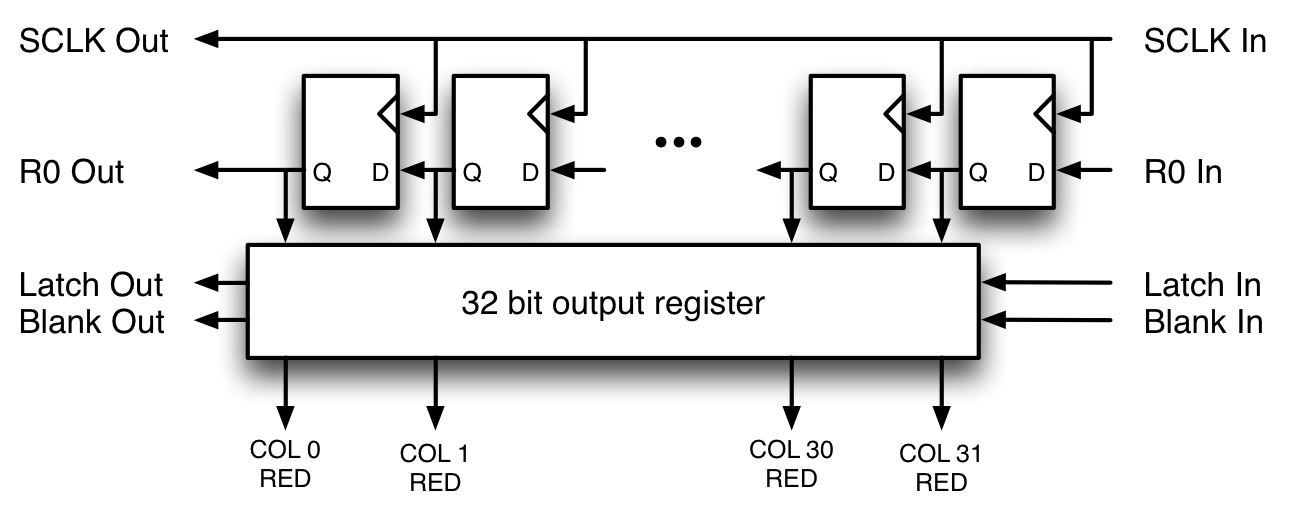 SCLK Out
SCLK In
Q D
Q D
•••
Q D
Q D
R0 Out
R0 In
Latch Out
Latch In
32 bit output register
Blank Out
Blank In
COL 0
RED
COL 1
RED
COL 30
RED
COL 31
RED